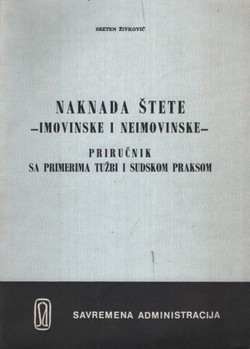 SRETEN ŽIVKOVIĆ
NAKNADA ŠTETE
–IMOVINSKE I NEIMOVINSKE–
PRIRUČNIK
SA PRIMERIMA TUŽBI I SUDSKOM PRAKSOM
SAVREMENA ADMINISTRACIJA